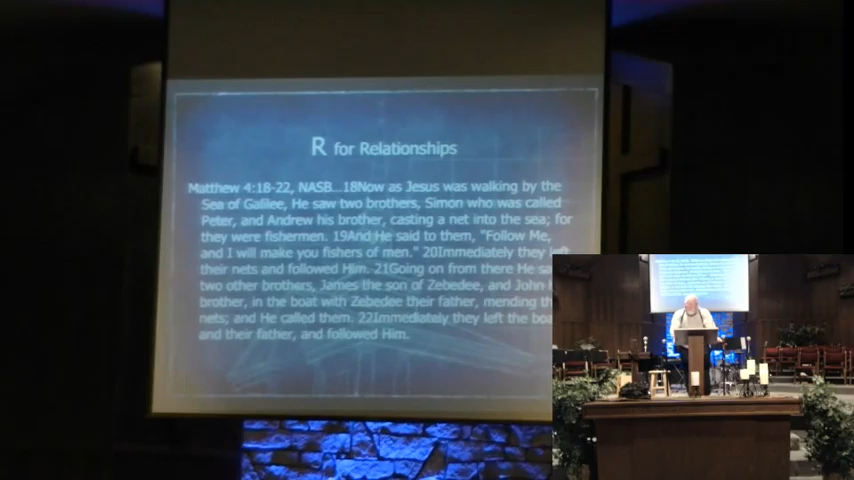 R for Relationships
Matthew 4:18-22, NASB...18Now as Jesus was walking by the
Sea of Galilee, He saw two brothers, Simon who was called
Peter, and Andrew his brother, casting a net into the sea; for
they were fishermen. 19And He said to them, "Follow Me,
and I will make you fishers of men." 20Immediately they left
their nets and followed Him. 21Going on from there He
two other brothers, James the son of Zebedee, and John
brother, in the boat with Zebedee their father, mending
nets; and He called them. 22Immediately they left the
and their father, and followed Him.